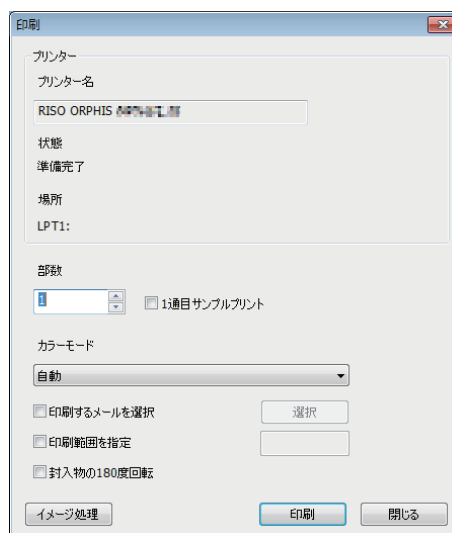 印刷
プリンター
プリンター名
RISO ORPHIS
状態
準備完了
場所
LPT1:
部数
1
1通目サンプルプリント
カラーモード
自動
印刷するメールを選択
選択
印刷範囲を指定
封入物の180度回転
イメージ処理
印刷
閉じる